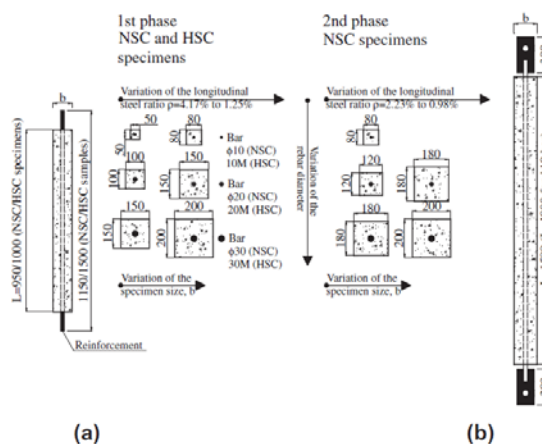 1st phase
NSC and HSC
specimens
2nd phase
NSC specimens
b
Variation of the longitudinal
steel ratio ρ=4.17% to 1.25%
Variation of the longitudinal
steel ratio ρ=2.23% to 0.98%
b
50
80
50
80
Bar
ϕ10 (NSC)
10M (HSC)
80
80
100
150
100
150
Bar
ϕ20 (NSC)
20M (HSC)
120
180
120
180
150
200
150
200
Bar
ϕ30 (NSC)
30M (HSC)
180
200
180
200
Variation of the
rebar diameter
L=950/1000 (NSC/HSC specimens)
1150/1500 (NSC/HSC samples)
Variation of the
specimen size, b
Variation of the
specimen size, b
Reinforcement
(a)
(b)